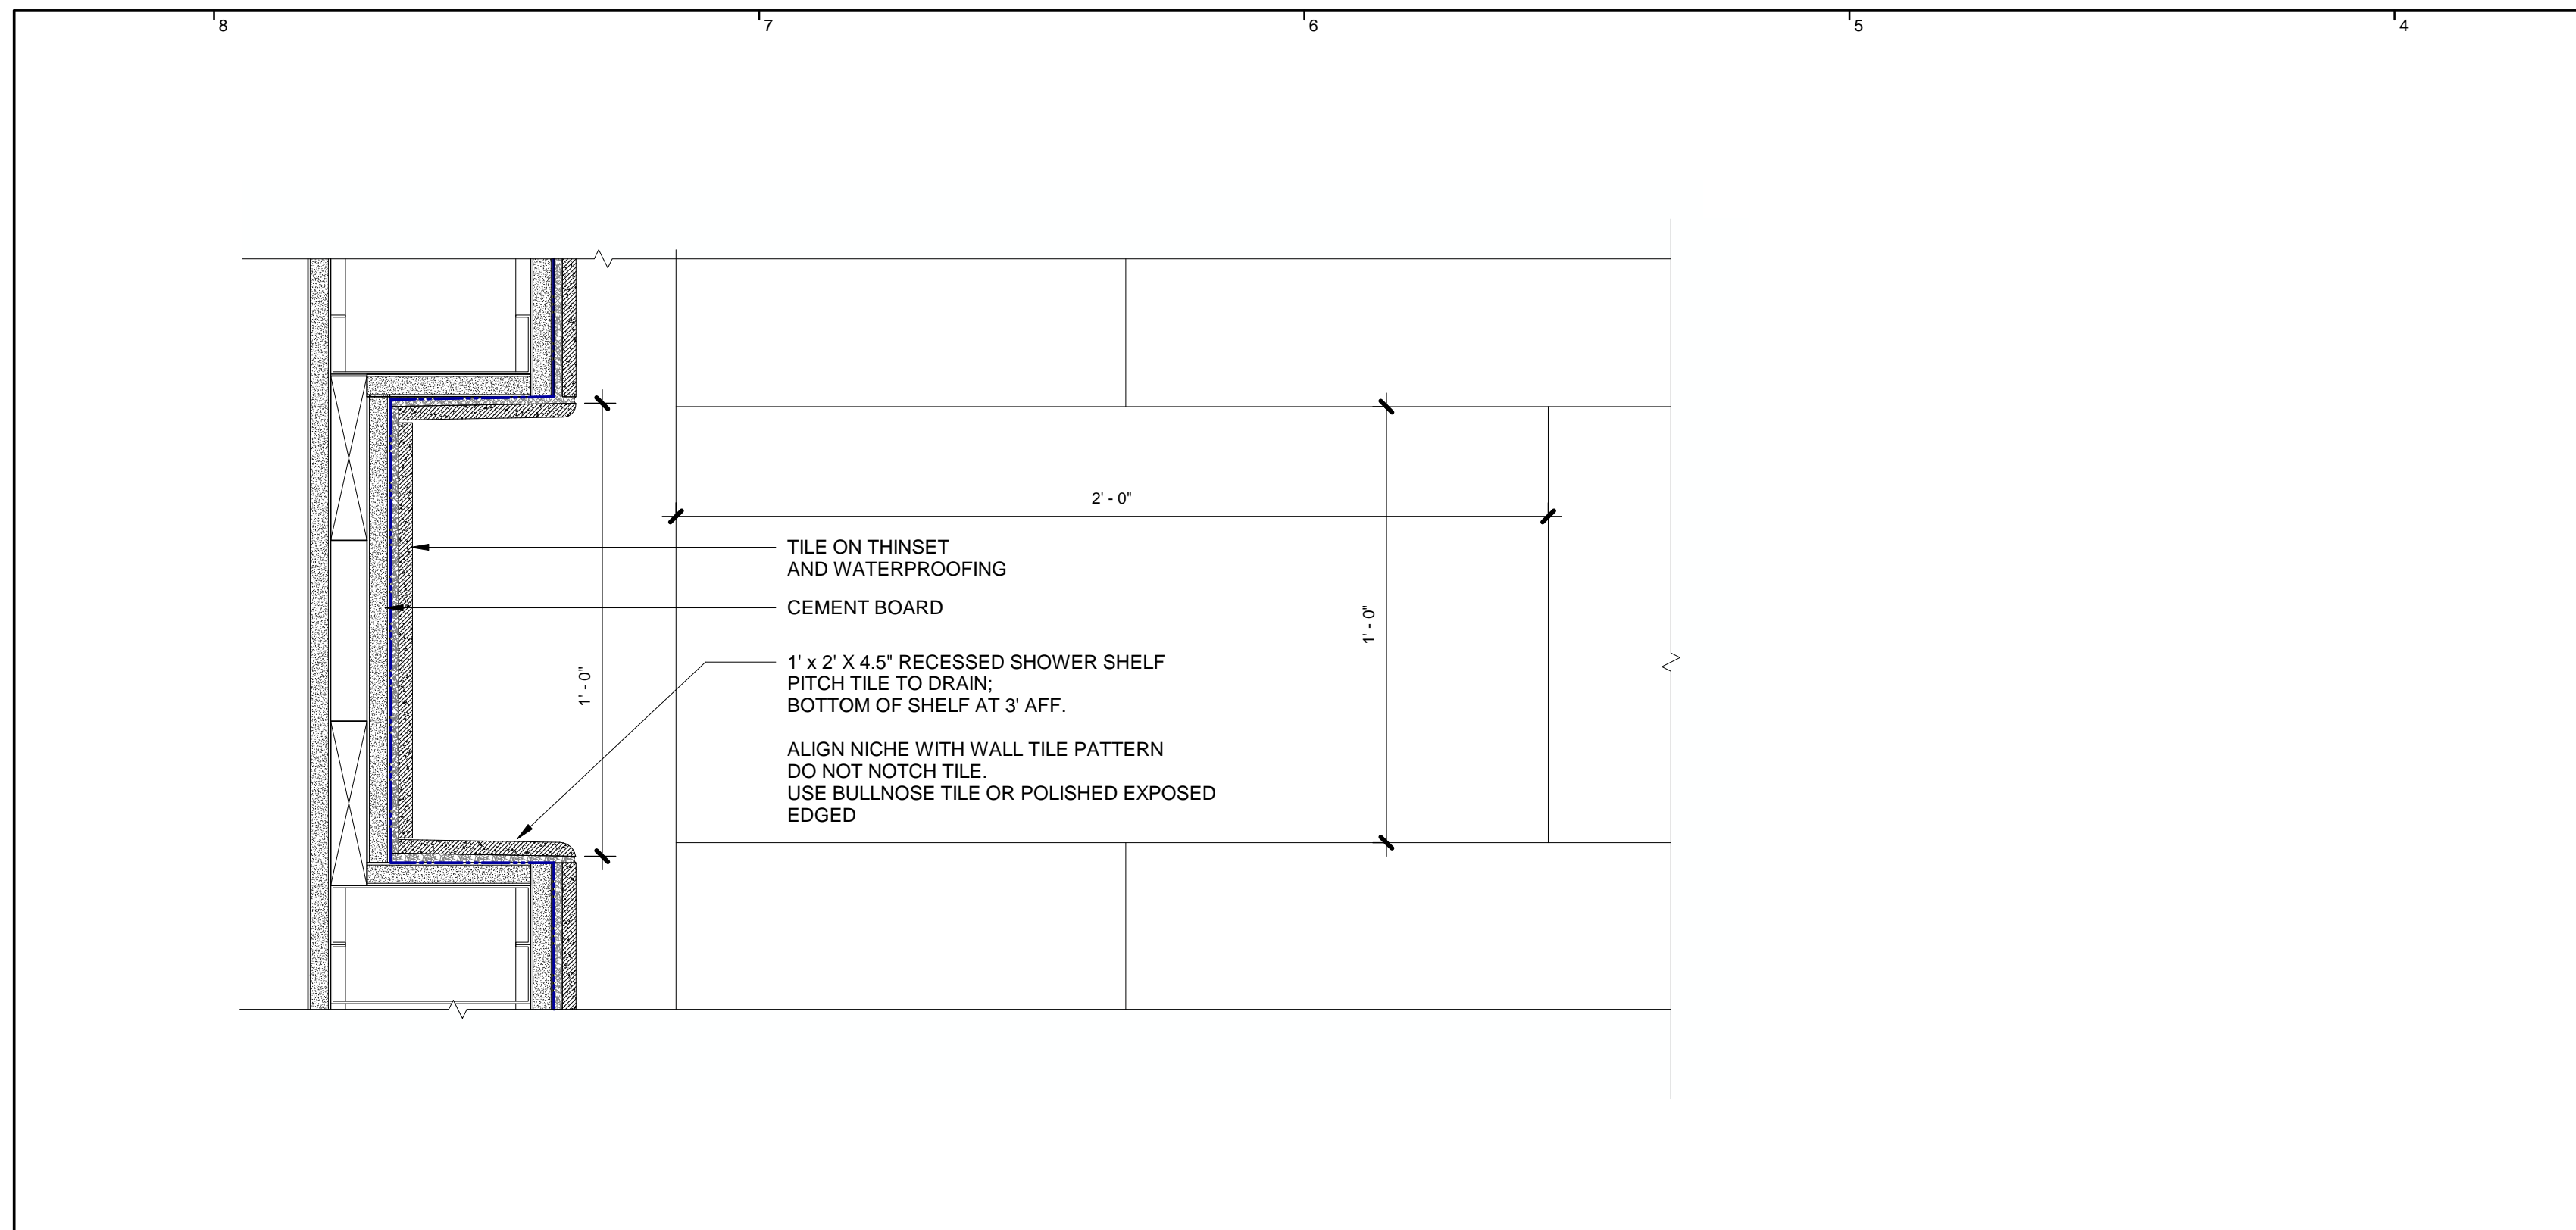 8
7
6
5
4
2' - 0"
TILE ON THINSET
AND WATERPROOFING
CEMENT BOARD
1' - 0"
1' - 0"
1' x 2' X 4.5" RECESSED SHOWER SHELF
PITCH TILE TO DRAIN;
BOTTOM OF SHELF AT 3' AFF.
ALIGN NICHE WITH WALL TILE PATTERN
DO NOT NOTCH TILE.
USE BULLNOSE TILE OR POLISHED EXPOSED
EDGED